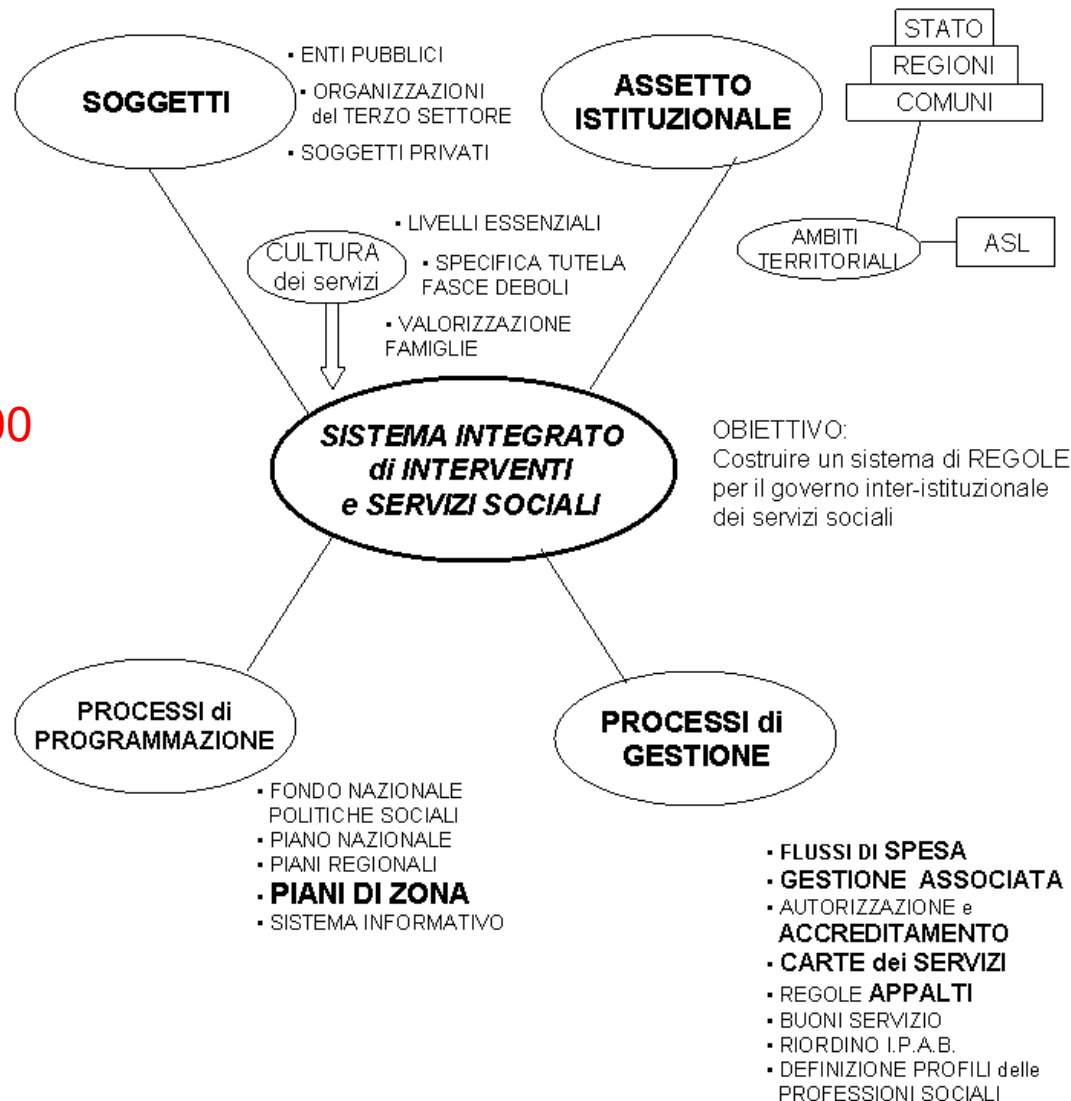 SOGGETTI
▪ ENTI PUBBLICI
▪ ORGANIZZAZIONI
del TERZO SETTORE
▪ SOGGETTI PRIVATI
ASSETTO
ISTITUZIONALE
STATO
REGIONI
COMUNI
AMBITI
TERRITORIALI
ASL
CULTURA
dei servizi
▪ LIVELLI ESSENZIALI
▪ SPECIFICA TUTELA
FASCE DEBOLI
▪ VALORIZZAZIONE
FAMIGLIE
00
SISTEMA INTEGRATO
di INTERVENTI
e SERVIZI SOCIALI
OBIETTIVO:
Costruire un sistema di REGOLE
per il governo inter-istituzionale
dei servizi sociali
PROCESSI di
PROGRAMMAZIONE
▪ FONDO NAZIONALE
POLITICHE SOCIALI
▪ PIANO NAZIONALE
▪ PIANI REGIONALI
▪ PIANI DI ZONA
▪ SISTEMA INFORMATIVO
PROCESSI di
GESTIONE
▪ FLUSSI DI SPESA
▪ GESTIONE ASSOCIATA
▪ AUTORIZZAZIONE e
ACCREDITAMENTO
▪ CARTE dei SERVIZI
▪ REGOLE APPALTI
▪ BUONI SERVIZIO
▪ RIORDINO I.P.A.B.
▪ DEFINIZIONE PROFILI delle
PROFESSIONI SOCIALI